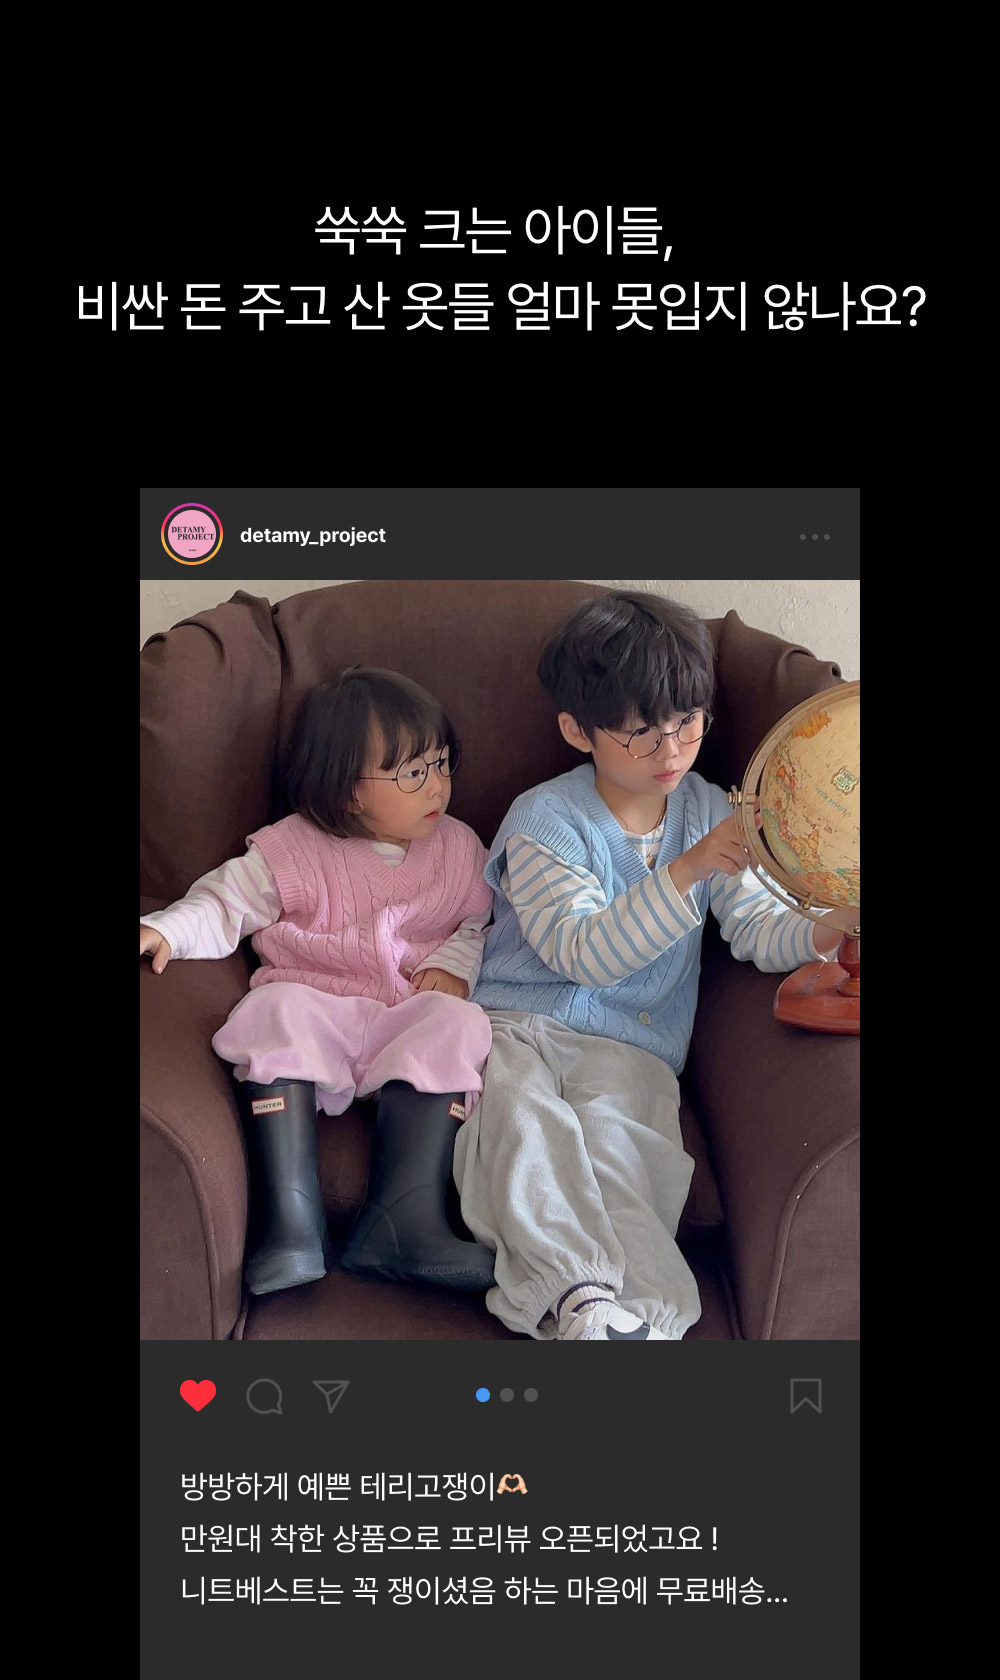 쑥쑥 크는 아이들,
비싼 돈 주고 산 옷들 얼마 못입지 않나요?
DETAMY
PROJECT
detamy_project
HUNTER
방방하게 예쁜 테리고쟁이🫶🏻
만원대 착한 상품으로 프리뷰 오픈되었고요 !
니트베스트는 꼭 쟁이셨음 하는 마음에 무료배송...